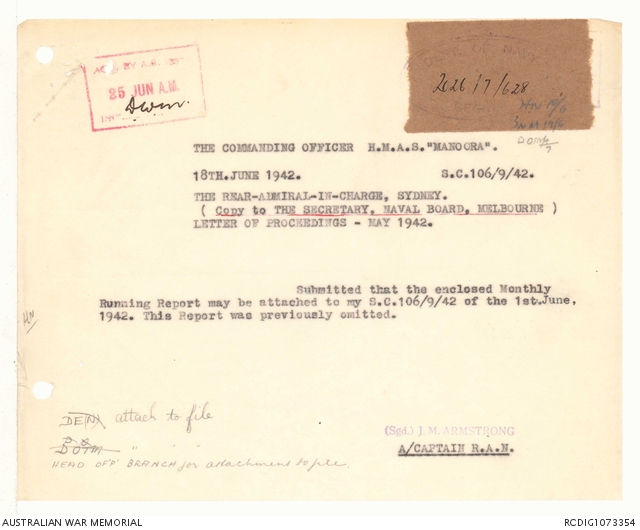 25 JUN A.M.
2026/7/628
THE COMMANDING OFFICER H.M.A.S."MANOORA".
18TH.JUNE 1942. S.C.106/9/42.
THE REAR-ADMIRAL-IN-CHARGE, SYDNEY.
( Copy to THE SECRETARY, NAVAL BOARD, MELBOURNE )
LETTER OF PROCEEDINGS - MAY 1942.
Submitted that the enclosed Monthly
Running Report may be attached to my S.C.106/9/42 of the 1st.June,
1942. This Report was previously omitted.
DE(N) attach to file
HEAD OF "P" BRANCH for attachment to file.
(Sgd.) J. M. ARMSTRONG
A/CAPTAIN R.A.N.
AUSTRALIAN WAR MEMORIAL
RCDIG1073354